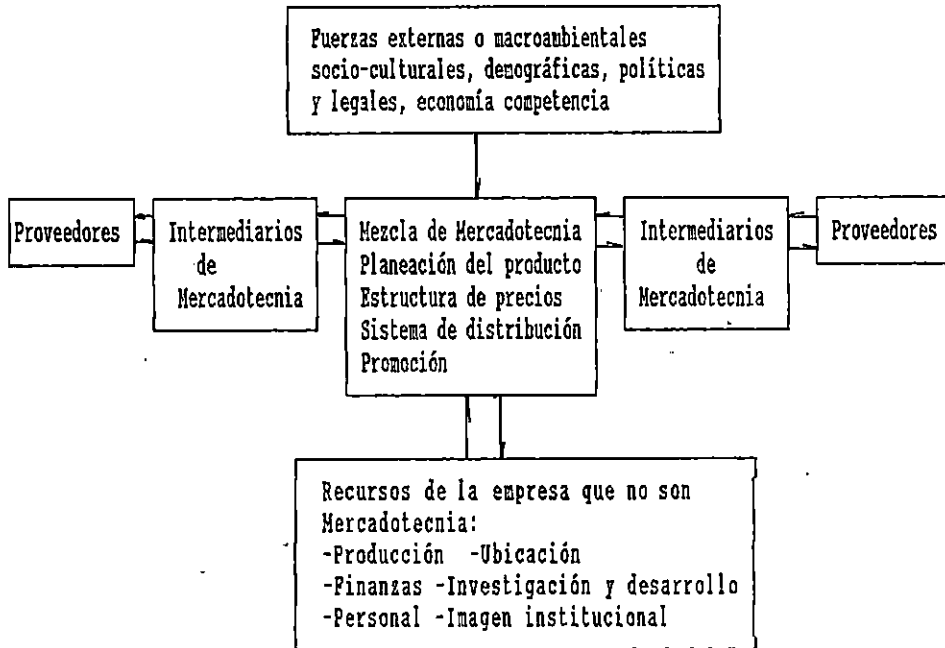 Fuerzas externas o macroambientales
socio-culturales, demográficas, políticas
y legales, economía competencia
Proveedores
Intermediarios
de
Mercadotecnia
Mezcla de Mercadotecnia
Planeación del producto
Estructura de precios
Sistema de distribución
Promoción
Intermediarios
de
Mercadotecnia
Proveedores
Recursos de la empresa que no son
Mercadotecnia:
-Producción -Ubicación
-Finanzas -Investigación y desarrollo
-Personal -Imagen institucional